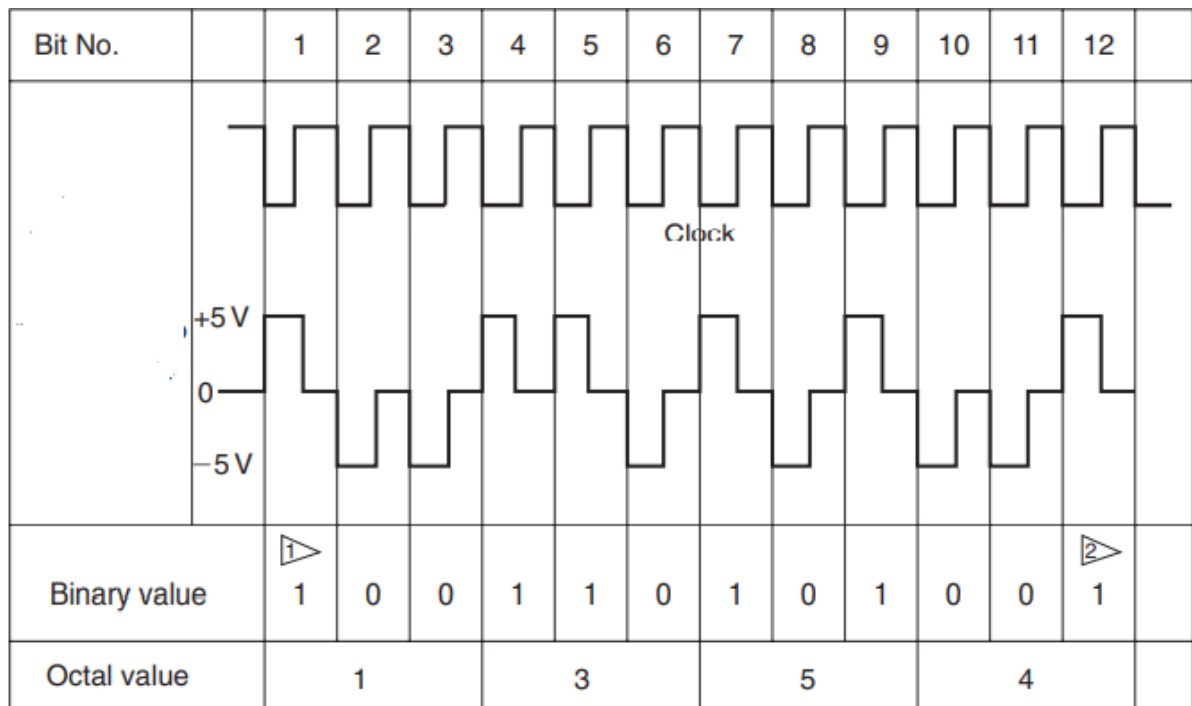 Bit No. 1 2 3 4 5 6 7 8 9 10 11 12
Clock
+5 V
0
−5 V
1 2
Binary value 1 0 0 1 1 0 1 0 1 0 0 1
Octal value 1 3 5 4